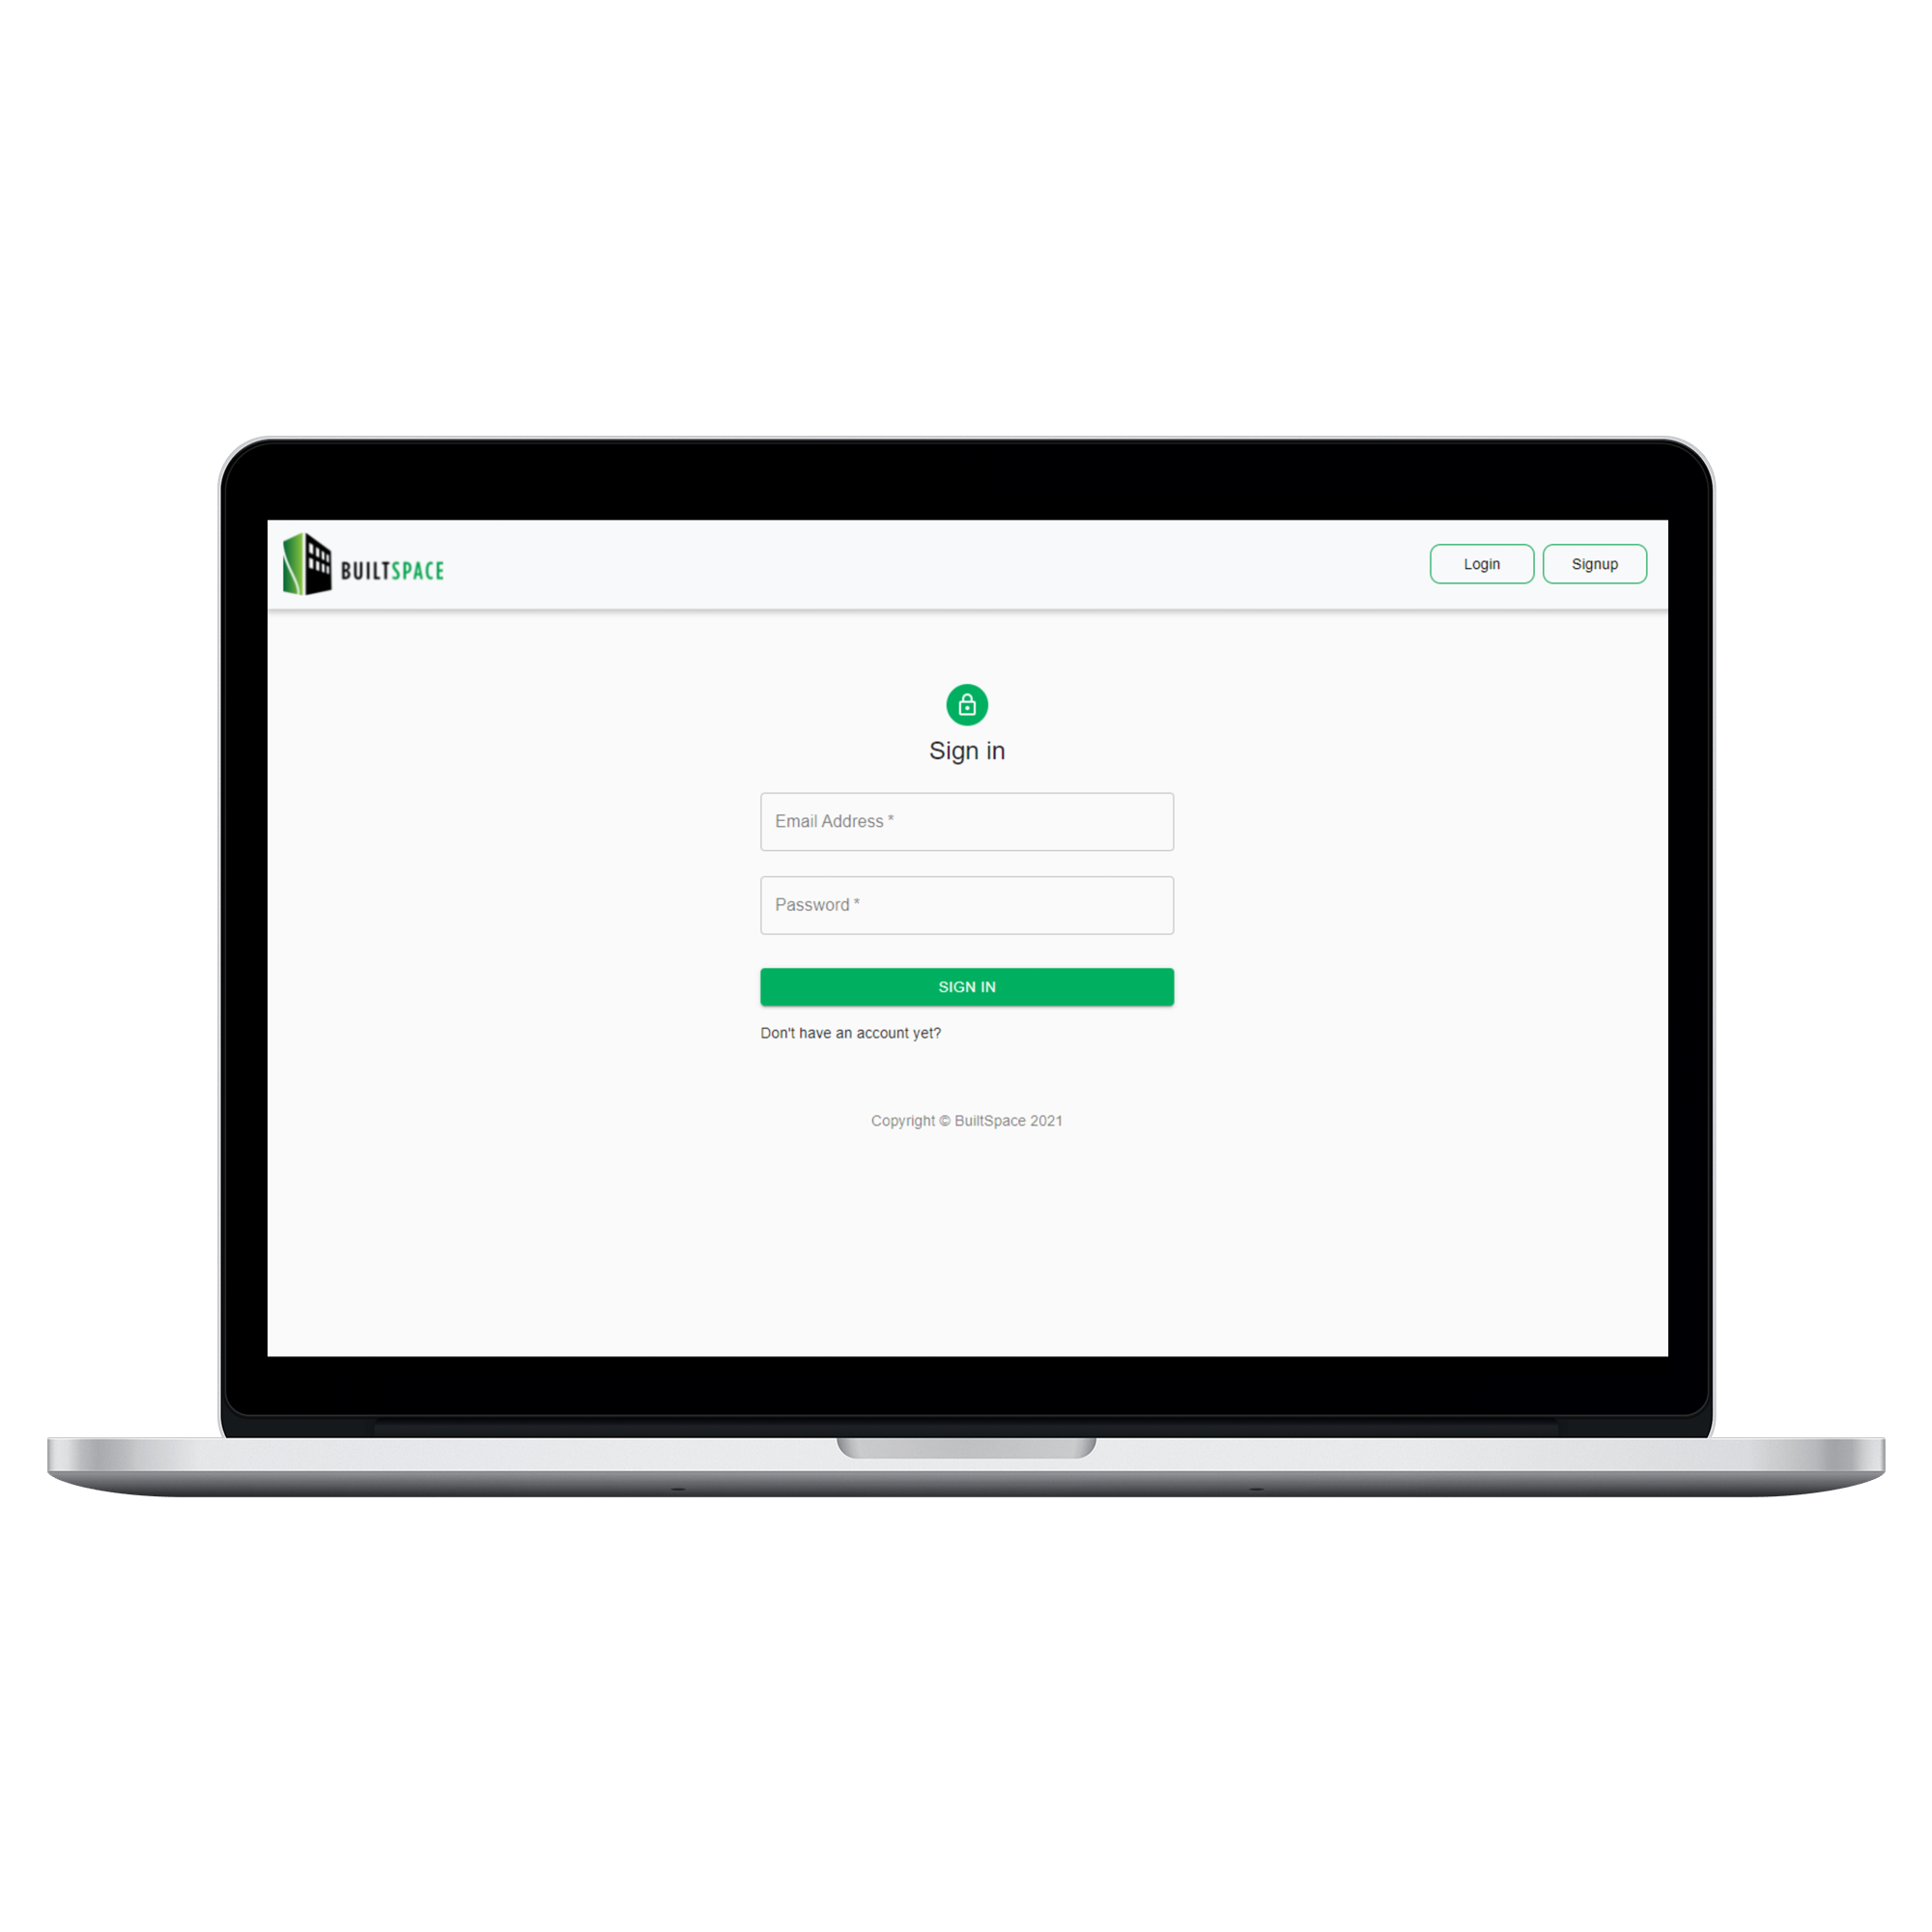 BUILTSPACE
Login
Signup
Sign in
Email Address *
Password *
SIGN IN
Don't have an account yet?
Copyright © BuiltSpace 2021